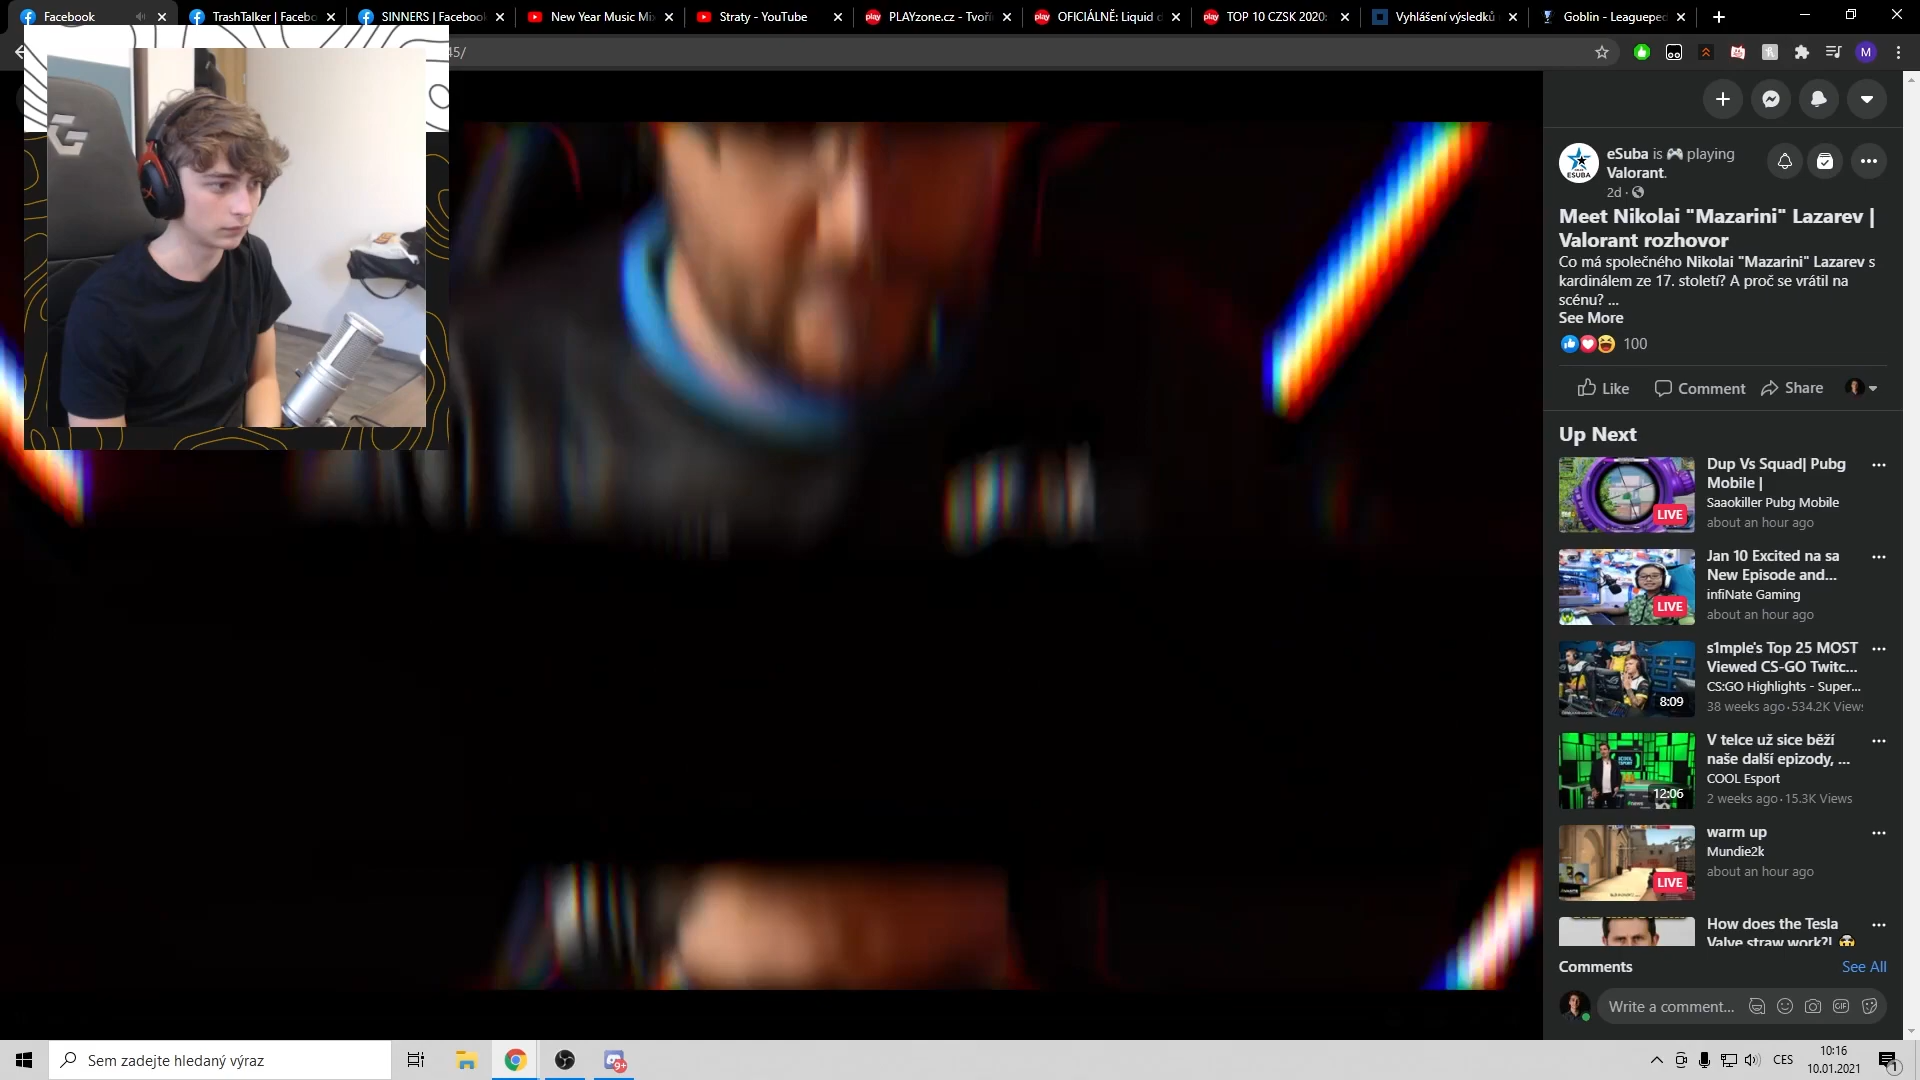 Facebook
TrashTalker | Facebo
SINNERS | Facebook
New Year Music Mi
Straty - YouTube
PLAYzone.cz - Tvoří
OFICIÁLNĚ: Liquid d
TOP 10 CZSK 2020:
Vyhlášení výsledků
Goblin - Leaguepe
45/
M
eSuba is playing
Valorant.
2d ·
ESUBA
Meet Nikolai "Mazarini" Lazarev |
Valorant rozhovor
Co má společného Nikolai "Mazarini" Lazarev s
kardinálem ze 17. století? A proč se vrátil na
scénu? ...
See More
100
Like
Comment
Share
Up Next
Dup Vs Squad| Pubg
Mobile |
Saaokiller Pubg Mobile
about an hour ago
LIVE
Jan 10 Excited na sa
New Episode and...
infiNate Gaming
about an hour ago
LIVE
s1mple's Top 25 MOST
Viewed CS-GO Twitc...
CS:GO Highlights - Super...
38 weeks ago · 534.2K Views
8:09
V telce už sice běží
naše další epizody, ...
COOL Esport
2 weeks ago · 15.3K Views
12:06
warm up
Mundie2k
about an hour ago
LIVE
How does the Tesla
Valve straw work?!
Comments
See All
Write a comment...
GIF
Sem zadejte hledaný výraz
9+
CES
10:16
10.01.2021
1